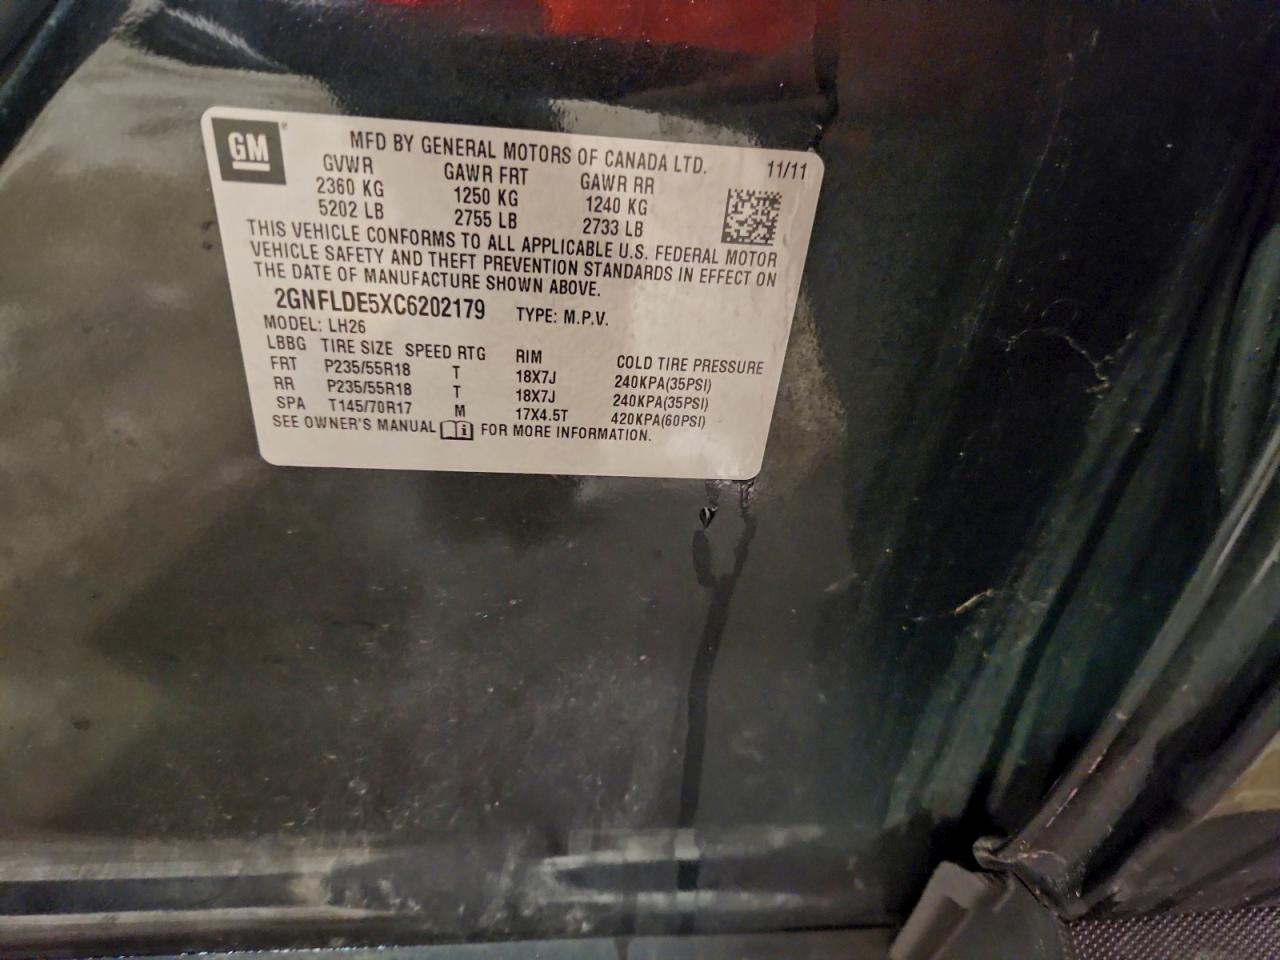 GM
MFD BY GENERAL MOTORS OF CANADA LTD. 11/11
GVWR GAWR FRT GAWR RR
2360 KG 1250 KG 1240 KG
5202 LB 2755 LB 2733 LB
THIS VEHICLE CONFORMS TO ALL APPLICABLE U.S. FEDERAL MOTOR
VEHICLE SAFETY AND THEFT PREVENTION STANDARDS IN EFFECT ON
THE DATE OF MANUFACTURE SHOWN ABOVE.
2GNFLDE5XC6202179 TYPE: M.P.V.
MODEL: LH26
LBBG TIRE SIZE SPEED RTG RIM COLD TIRE PRESSURE
FRT P235/55R18 T 18X7J 240KPA(35PSI)
RR P235/55R18 T 18X7J 240KPA(35PSI)
SPA T145/70R17 M 17X4.5T 420KPA(60PSI)
SEE OWNER'S MANUAL FOR MORE INFORMATION.